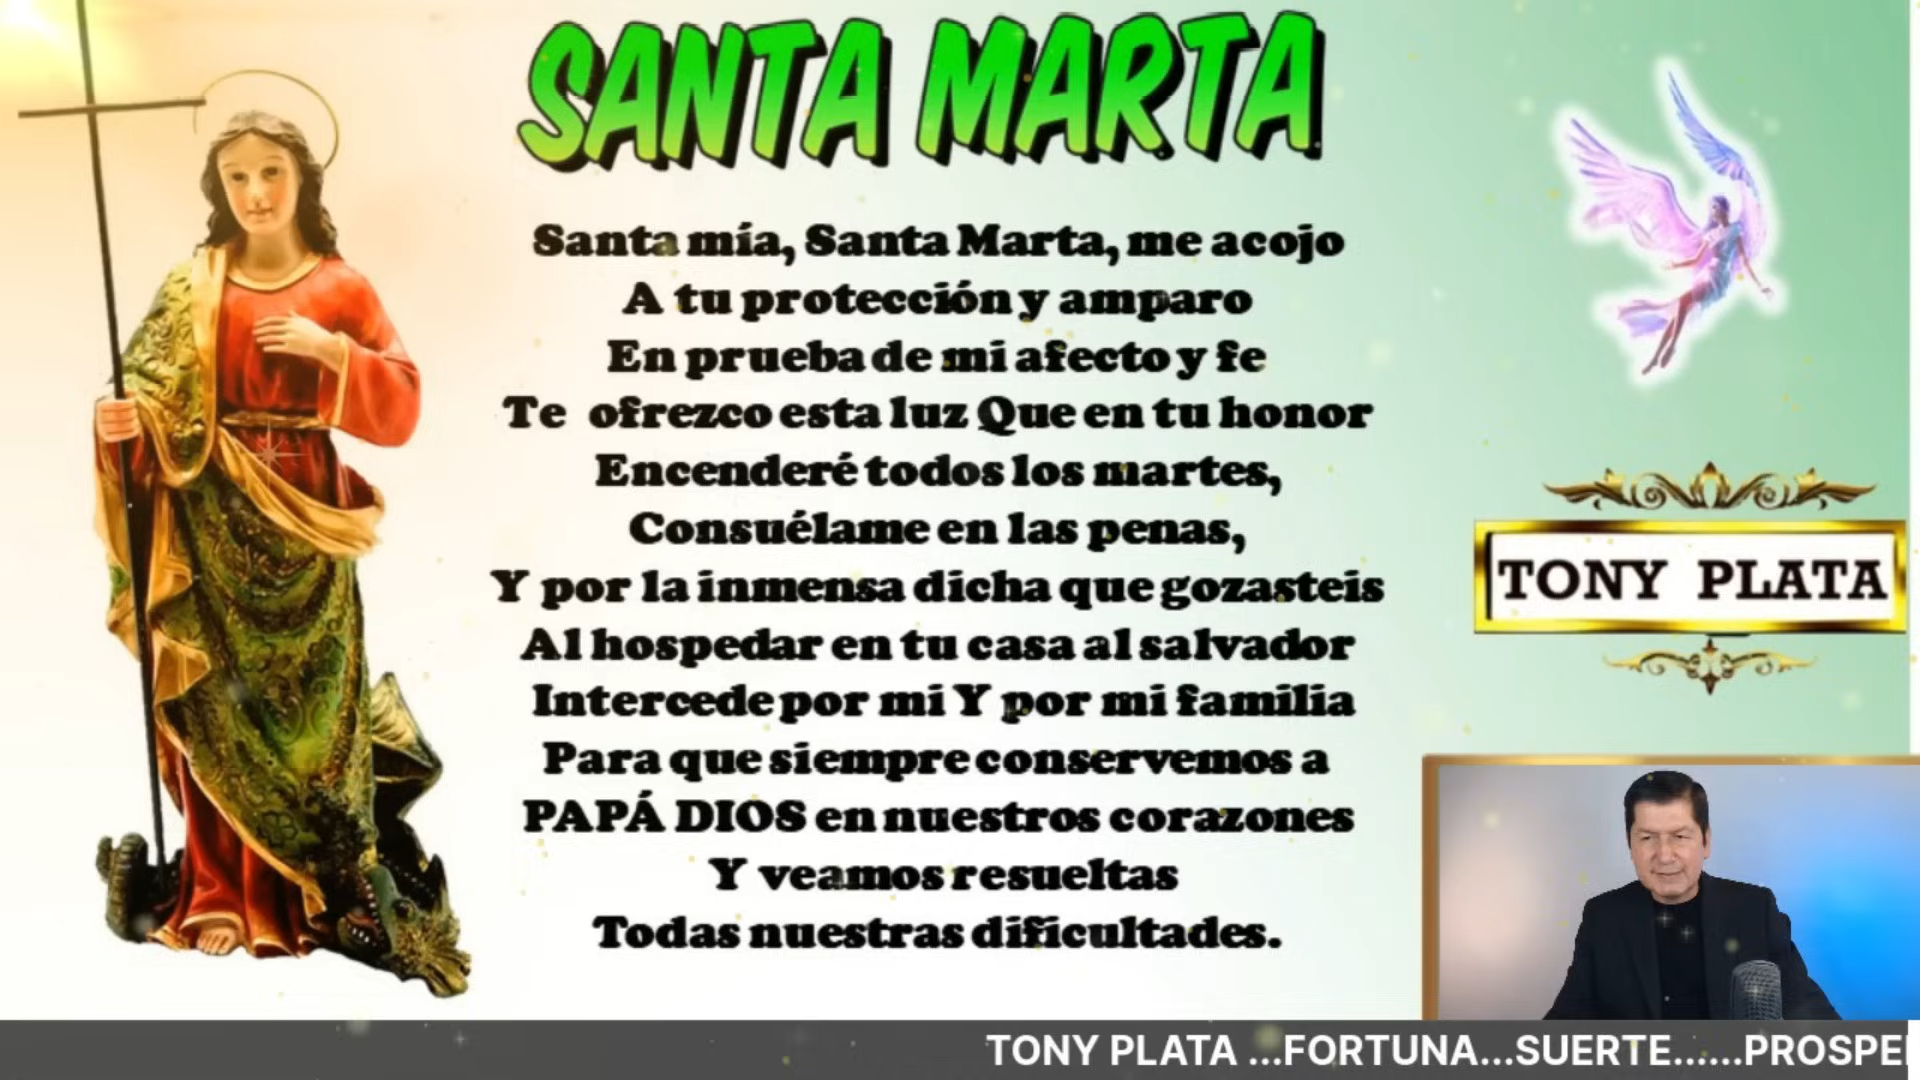 SANTA MARTA
Santa mía, Santa Marta, me acojo
A tu protección y amparo
En prueba de mi afecto y fe
Te ofrezco esta luz Que en tu honor
Encenderé todos los martes,
Consuélame en las penas,
Y por la inmensa dicha que gozasteis
Al hospedar en tu casa al salvador
Intercede por mi Y por mi familia
Para que siempre conservemos a
PAPÁ DIOS en nuestros corazones
Y veamos resueltas
Todas nuestras dificultades.
TONY PLATA
TONY PLATA ...FORTUNA...SUERTE......PROSPE